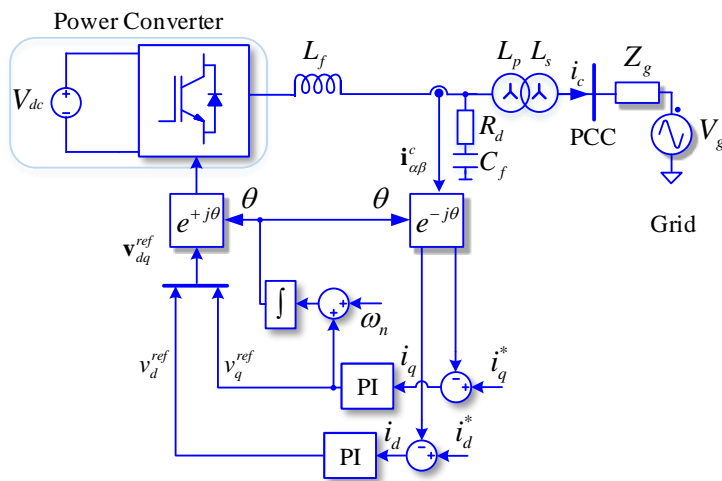 Power Converter
L_f
L_p L_s
i_c
Z_g
V_dc
R_d
PCC
V_g
i^c_αβ
C_f
θ
θ
e^{+jθ}
e^{-jθ}
Grid
v^{ref}_{dq}
∫
ω_n
v^{ref}_d
v^{ref}_q
PI
i_q
i^*_q
PI
i_d
i^*_d